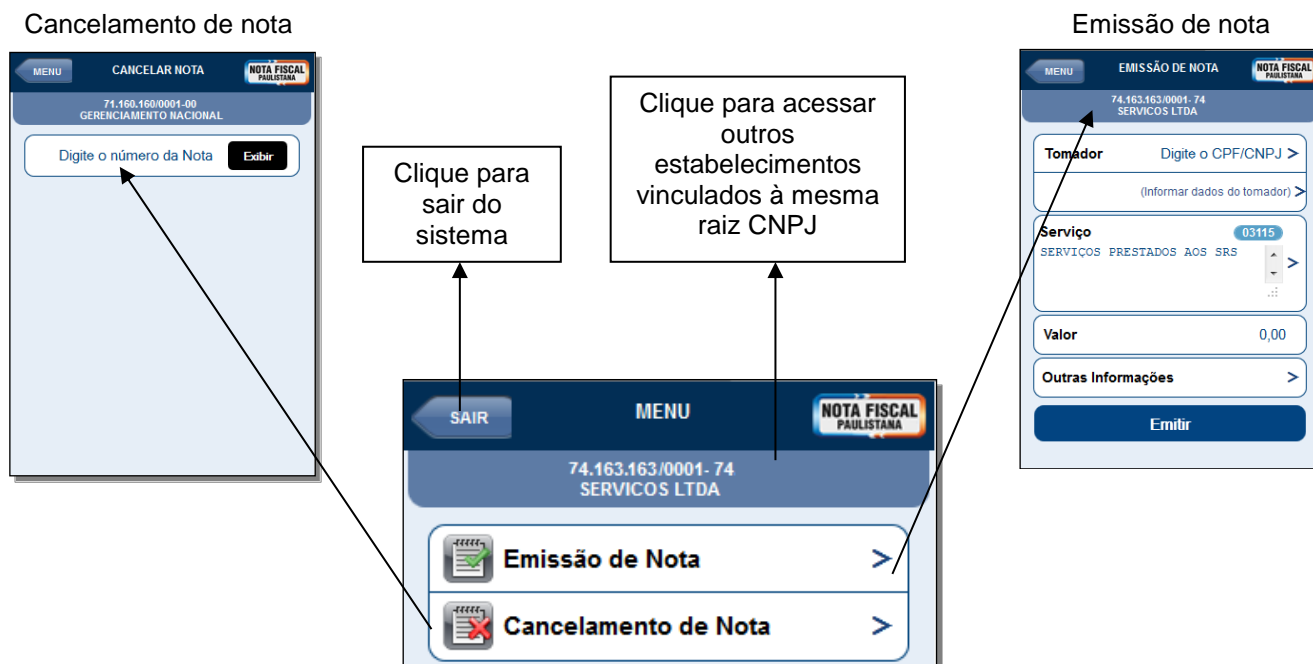 Cancelamento de nota
MENU
CANCELAR NOTA
NOTA FISCAL
PAULISTANA
71.160.160/0001-00
GERENCIAMENTO NACIONAL
Digite o número da Nota
Exibir
Clique para
sair do
sistema
Clique para acessar
outros
estabelecimentos
vinculados à mesma
raiz CNPJ
Emissão de nota
MENU
EMISSÃO DE NOTA
NOTA FISCAL
PAULISTANA
74.163.163/0001- 74
SERVICOS LTDA
Tomador
Digite o CPF/CNPJ >
(Informar dados do tomador) >
Serviço
03115
SERVIÇOS PRESTADOS AOS SRS
>
Valor
0,00
Outras Informações
>
Emitir
SAIR
MENU
NOTA FISCAL
PAULISTANA
74.163.163/0001- 74
SERVICOS LTDA
Emissão de Nota
>
Cancelamento de Nota
>